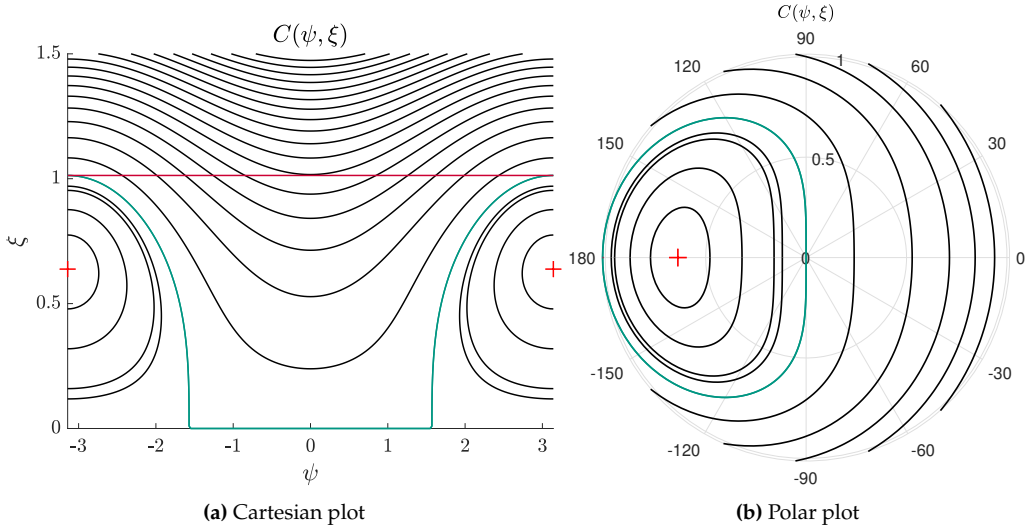 C(ψ, ξ)
1.5
1
0.5
0
ξ
-3 -2 -1 0 1 2 3
ψ
(a) Cartesian plot
C(ψ, ξ)
90
120 1 60
150 0.5 30
180 0 0
-150 -30
-120 -60
-90
(b) Polar plot